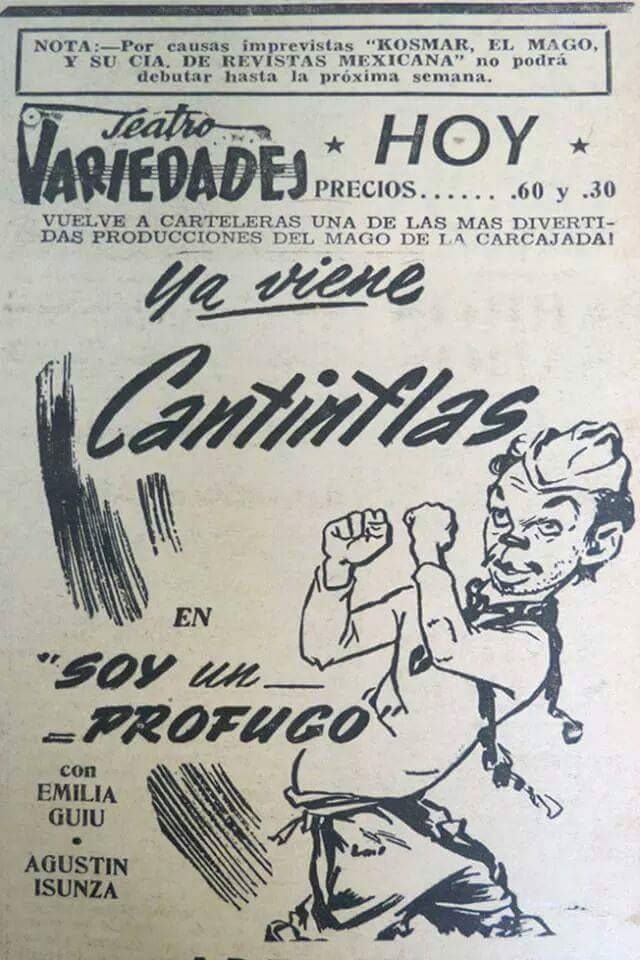 NOTA:—Por causas imprevistas "KOSMAR, EL MAGO,
Y SU CIA. DE REVISTAS MEXICANA" no podrá
debutar hasta la próxima semana.
Teatro
VARIEDADES
HOY
PRECIOS...... .60 y .30
VUELVE A CARTELERAS UNA DE LAS MAS DIVERTI-
DAS PRODUCCIONES DEL MAGO DE LA CARCAJADA!
Ya viene
Cantinflas
EN
"SOY un
PROFUGO"
con
EMILIA
GUIU
•
AGUSTIN
ISUNZA